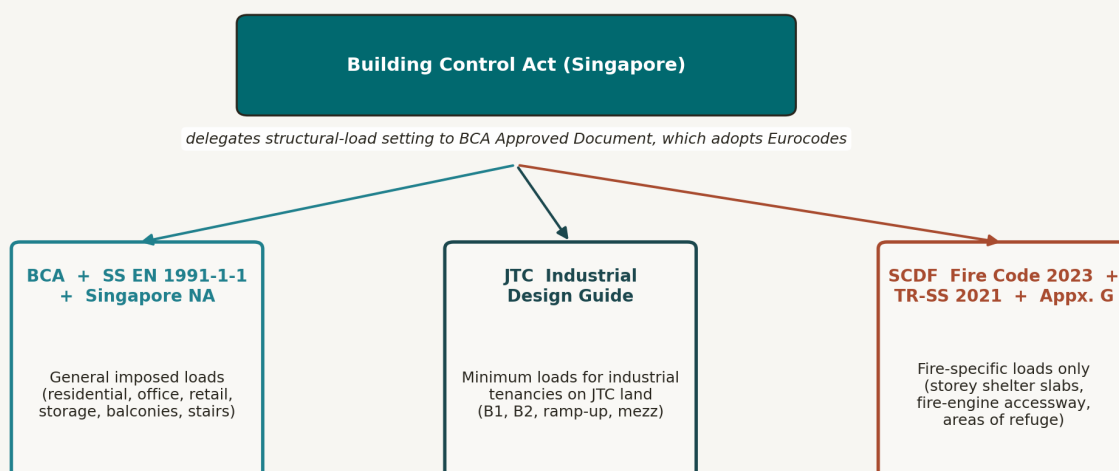 Building Control Act (Singapore)
delegates structural-load setting to BCA Approved Document, which adopts Eurocodes
BCA + SS EN 1991-1-1
+ Singapore NA
General imposed loads
(residential, office, retail,
storage, balconies, stairs)
JTC Industrial
Design Guide
Minimum loads for industrial
tenancies on JTC land
(B1, B2, ramp-up, mezz)
SCDF Fire Code 2023 +
TR-SS 2021 + Appx. G
Fire-specific loads only
(storey shelter slabs,
fire-engine accessway,
areas of refuge)